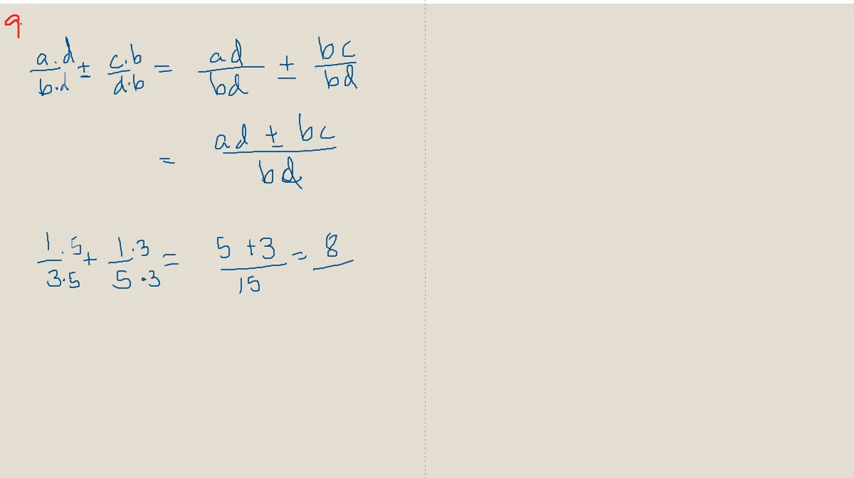 9.
a.d/b.d ± c.b/d.b = ad/bd ± bc/bd
= ad ± bc/bd
1.5/3.5 + 1.3/5.3 = 5+3/15 = 8/